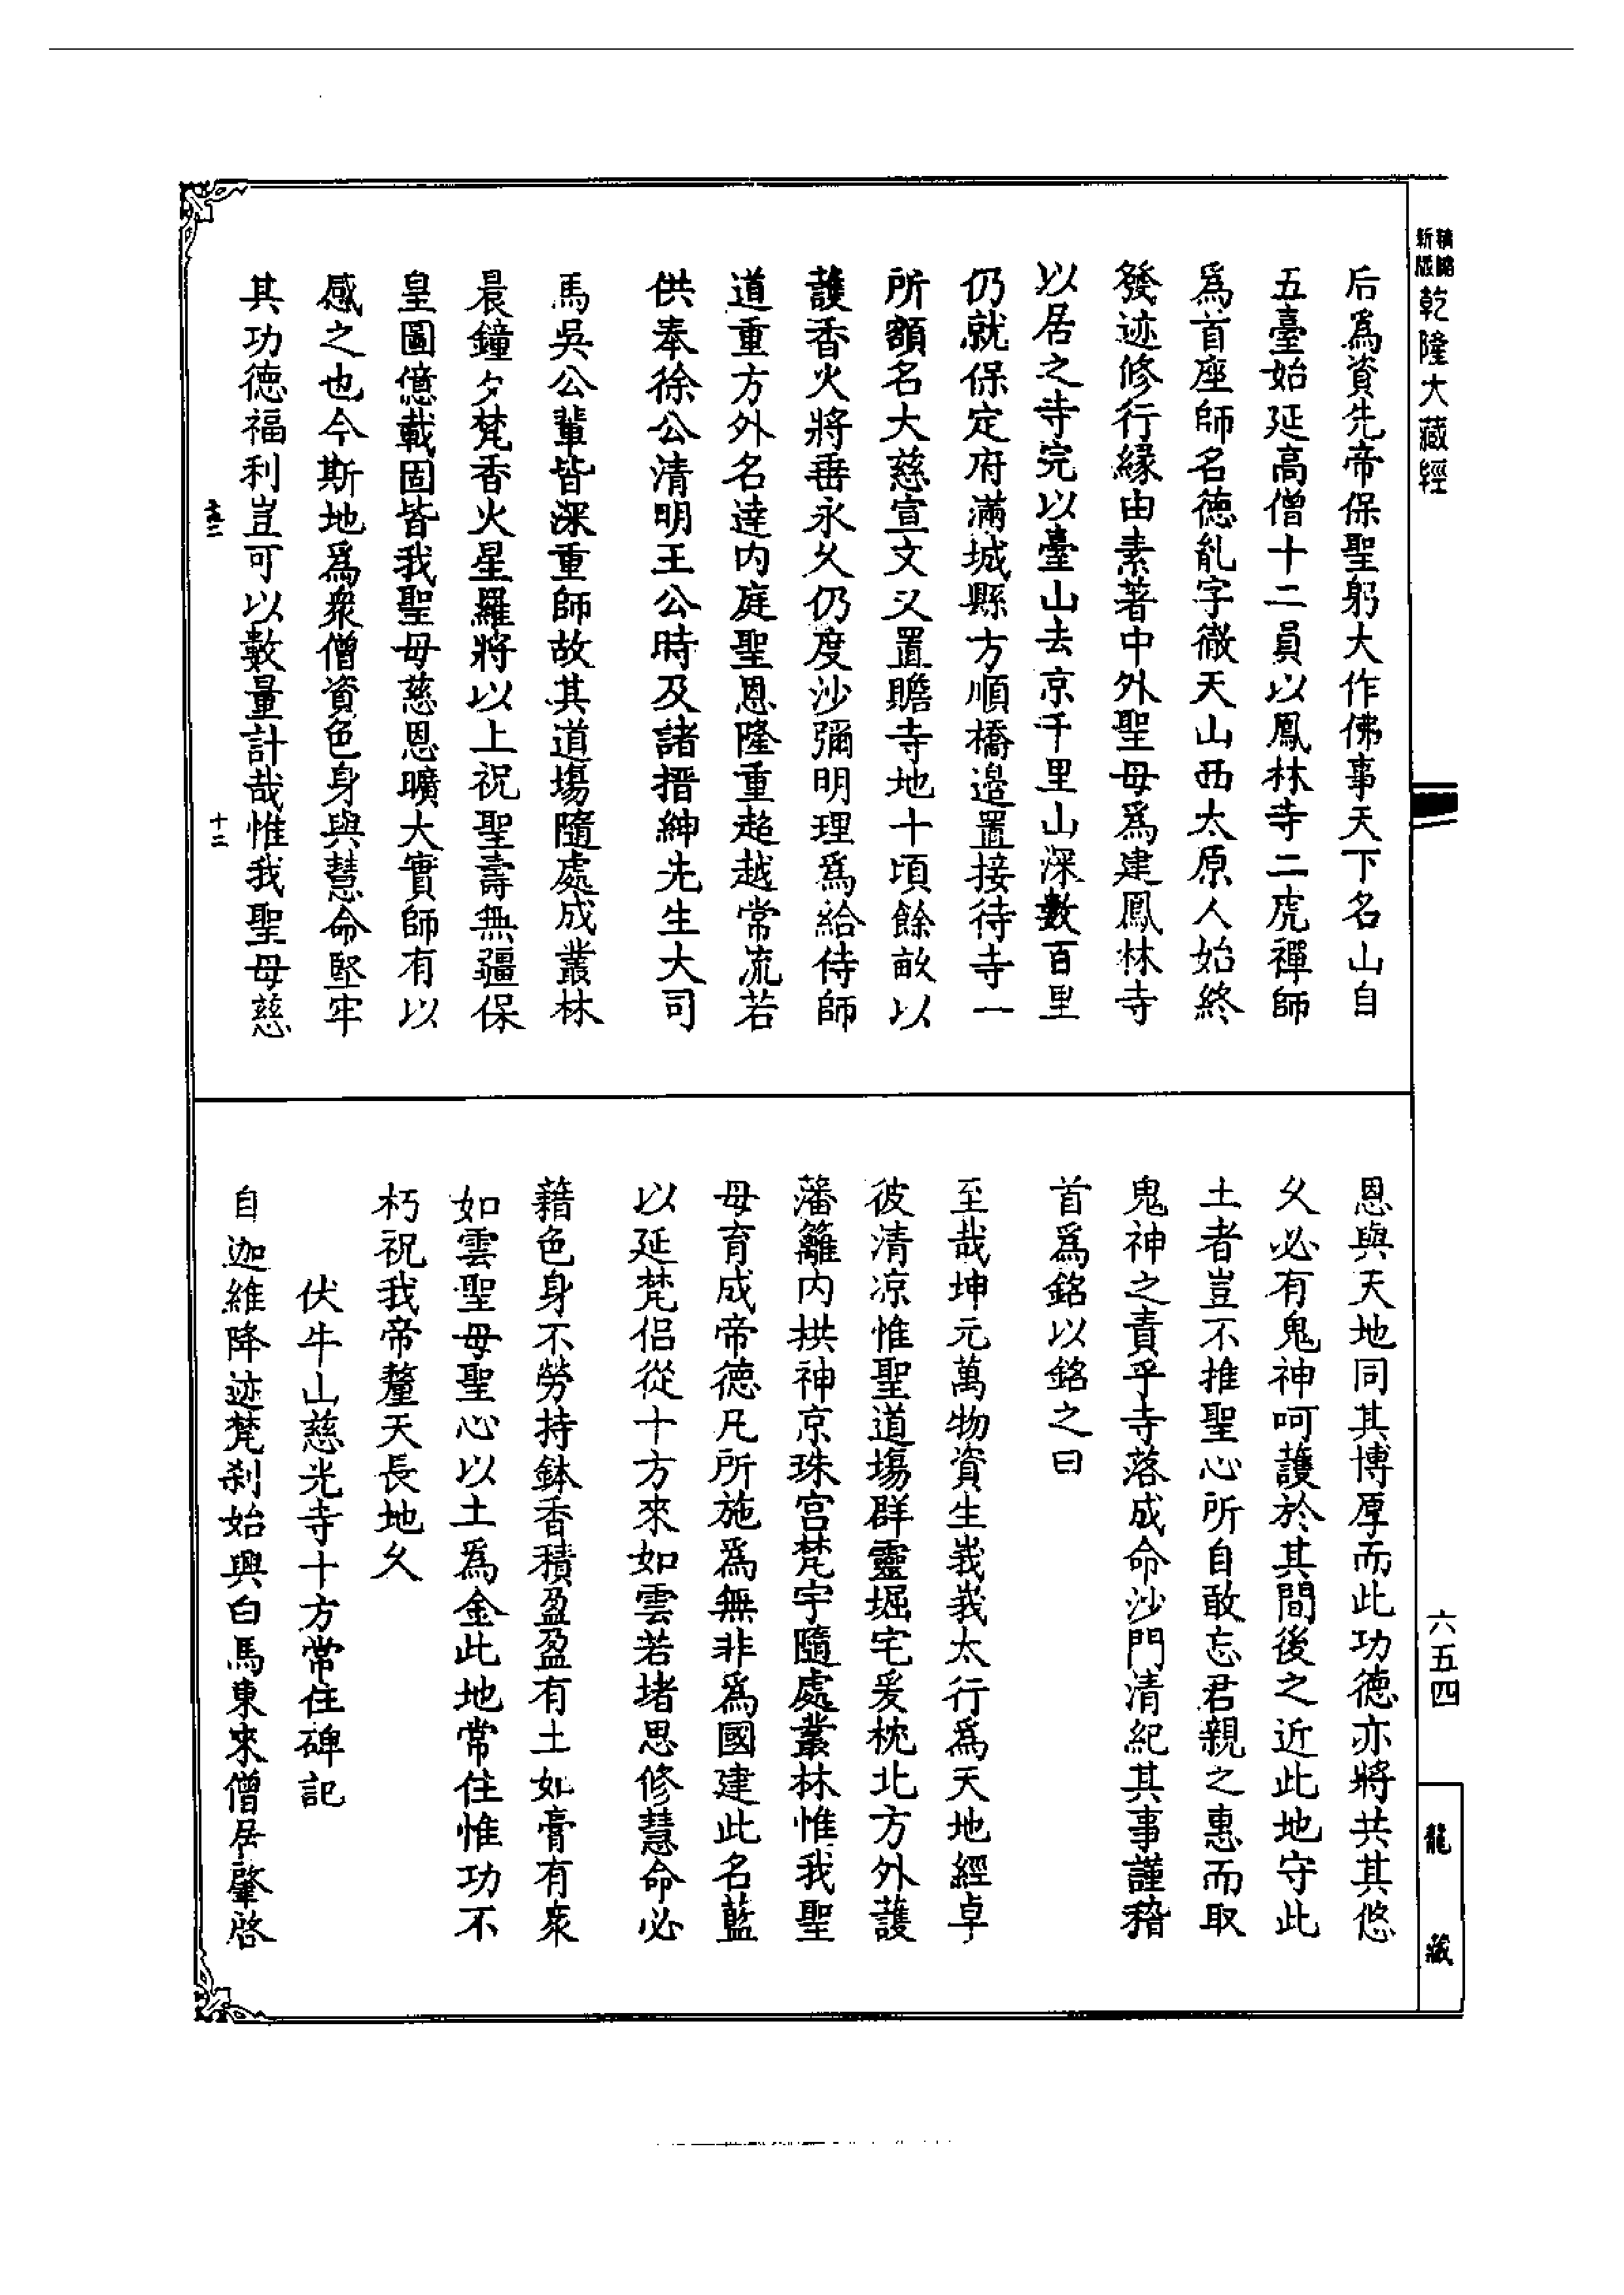 新版
精縮
乾隆大藏經
后爲資先帝保聖躬大作佛事天下名山自
五臺始延高僧十二員以鳳林寺二虎禪師
爲首座師名德能字微天山西太原人始終
發迹修行緣由素著中外聖母爲建鳳林寺
以居之寺完以臺山去京千里山深數百里
仍就保定府滿城縣方順橋邉置接待寺一
所額名大慈宣文又置贍寺地十頃餘畝以
護香火將垂永久仍度沙彌明理爲給侍師
道重方外名達內庭聖恩隆重超越常流若
供奉徐公清明王公時及諸搢紳先生大司
馬吳公輩皆深重師故其道場隨處成叢林
晨鐘夕梵香火星羅將以上祝聖壽無疆保
皇圖億載固皆我聖母慈恩曠大實師有以
感之也今斯地爲衆僧資色身與慧命堅牢
其功德福利豈可以數量計哉惟我聖母慈
十二
恩與天地同其博厚而此功德亦將共其悠
久必有鬼神呵護於其間後之近此地守此
土者豈不推聖心所自敢忘君親之惠而取
鬼神之責乎寺落成命沙門清紀其事謹稽
首爲銘以銘之曰
至哉坤元萬物資生峩峩太行爲天地經卓
彼清凉惟聖道場群靈堀宅爰枕北方外護
藩籬内拱神京珠宫梵宇隨處叢林惟我聖
母育成帝德凡所施爲無非爲國建此名藍
以延梵侣從十方來如雲若堵思修慧命必
藉色身不勞持鉢香積盈盈有土如膏有衆
如雲聖母聖心以土爲金此地常住惟功不
朽祝我帝釐天長地久
伏牛山慈光寺十方常住碑記
自迦維降迹梵刹始興白馬東來僧居肇啓
六五四
龍藏